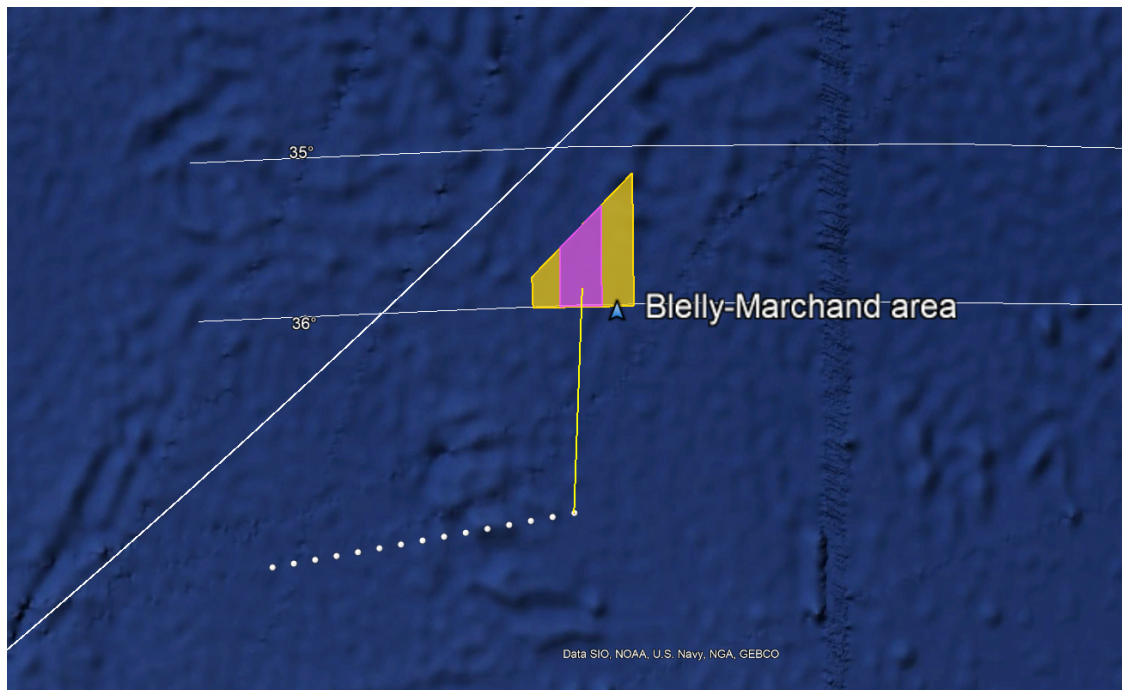 35°
36°
Blelly-Marchand area
Data SIO, NOAA, U.S. Navy, NGA, GEBCO